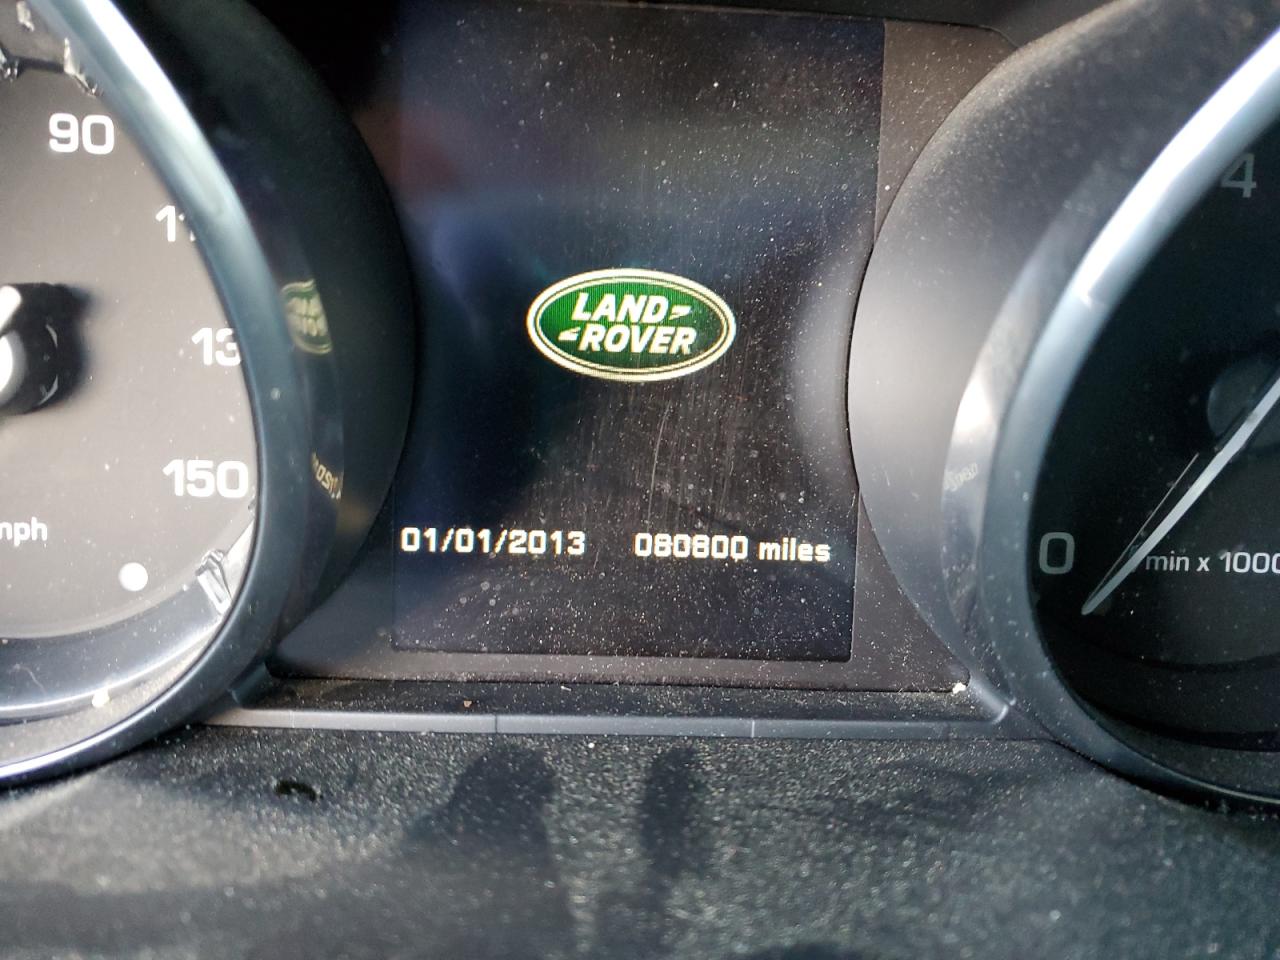 90
150
mph
LAND
ROVER
01/01/2013 080800 miles
4
0
min x 1000